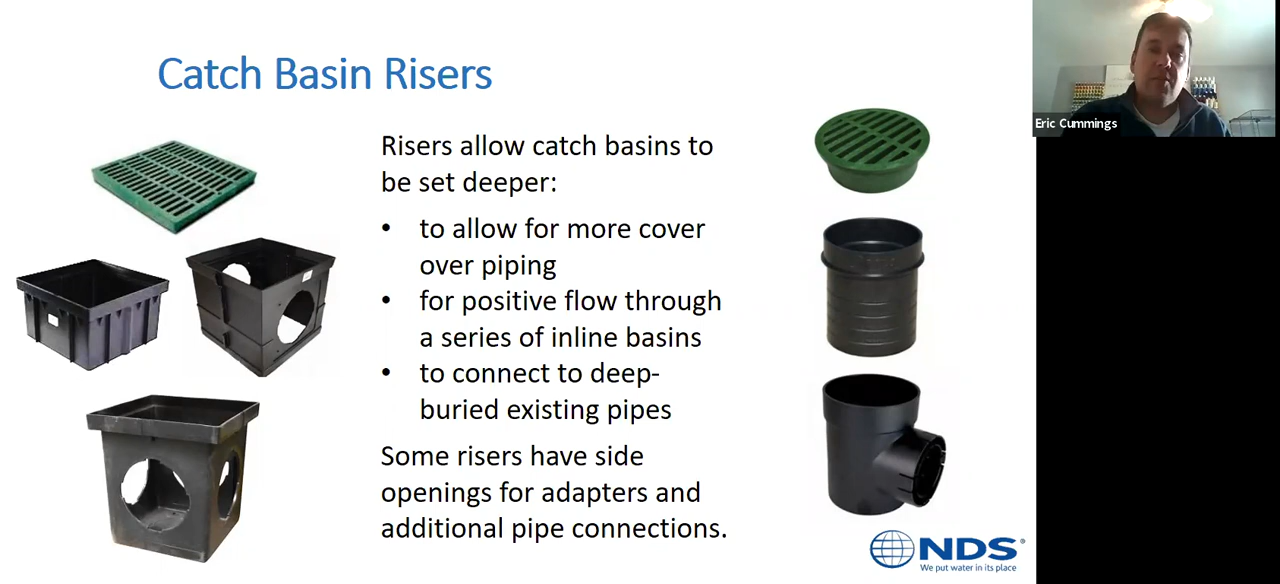 Catch Basin Risers
Risers allow catch basins to
be set deeper:
• to allow for more cover
over piping
• for positive flow through
a series of inline basins
• to connect to deep-
buried existing pipes
Some risers have side
openings for adapters and
additional pipe connections.
NDS®
We put water in its place
Eric Cummings